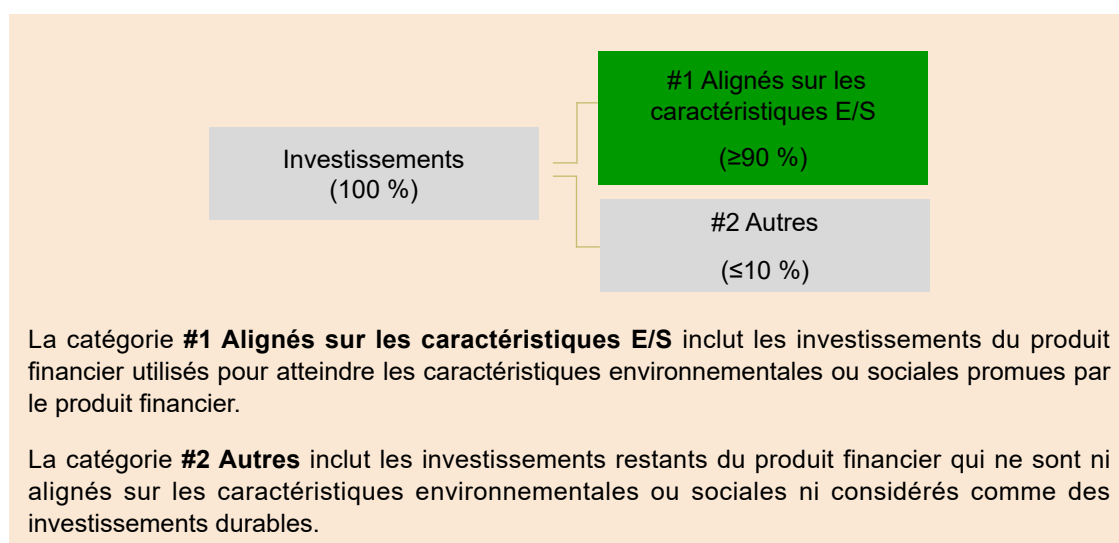 #1 Alignés sur les
caractéristiques E/S
(≥90 %)
Investissements
(100 %)
#2 Autres
(≤10 %)
La catégorie #1 Alignés sur les caractéristiques E/S inclut les investissements du produit
financier utilisés pour atteindre les caractéristiques environnementales ou sociales promues par
le produit financier.
La catégorie #2 Autres inclut les investissements restants du produit financier qui ne sont ni
alignés sur les caractéristiques environnementales ou sociales ni considérés comme des
investissements durables.